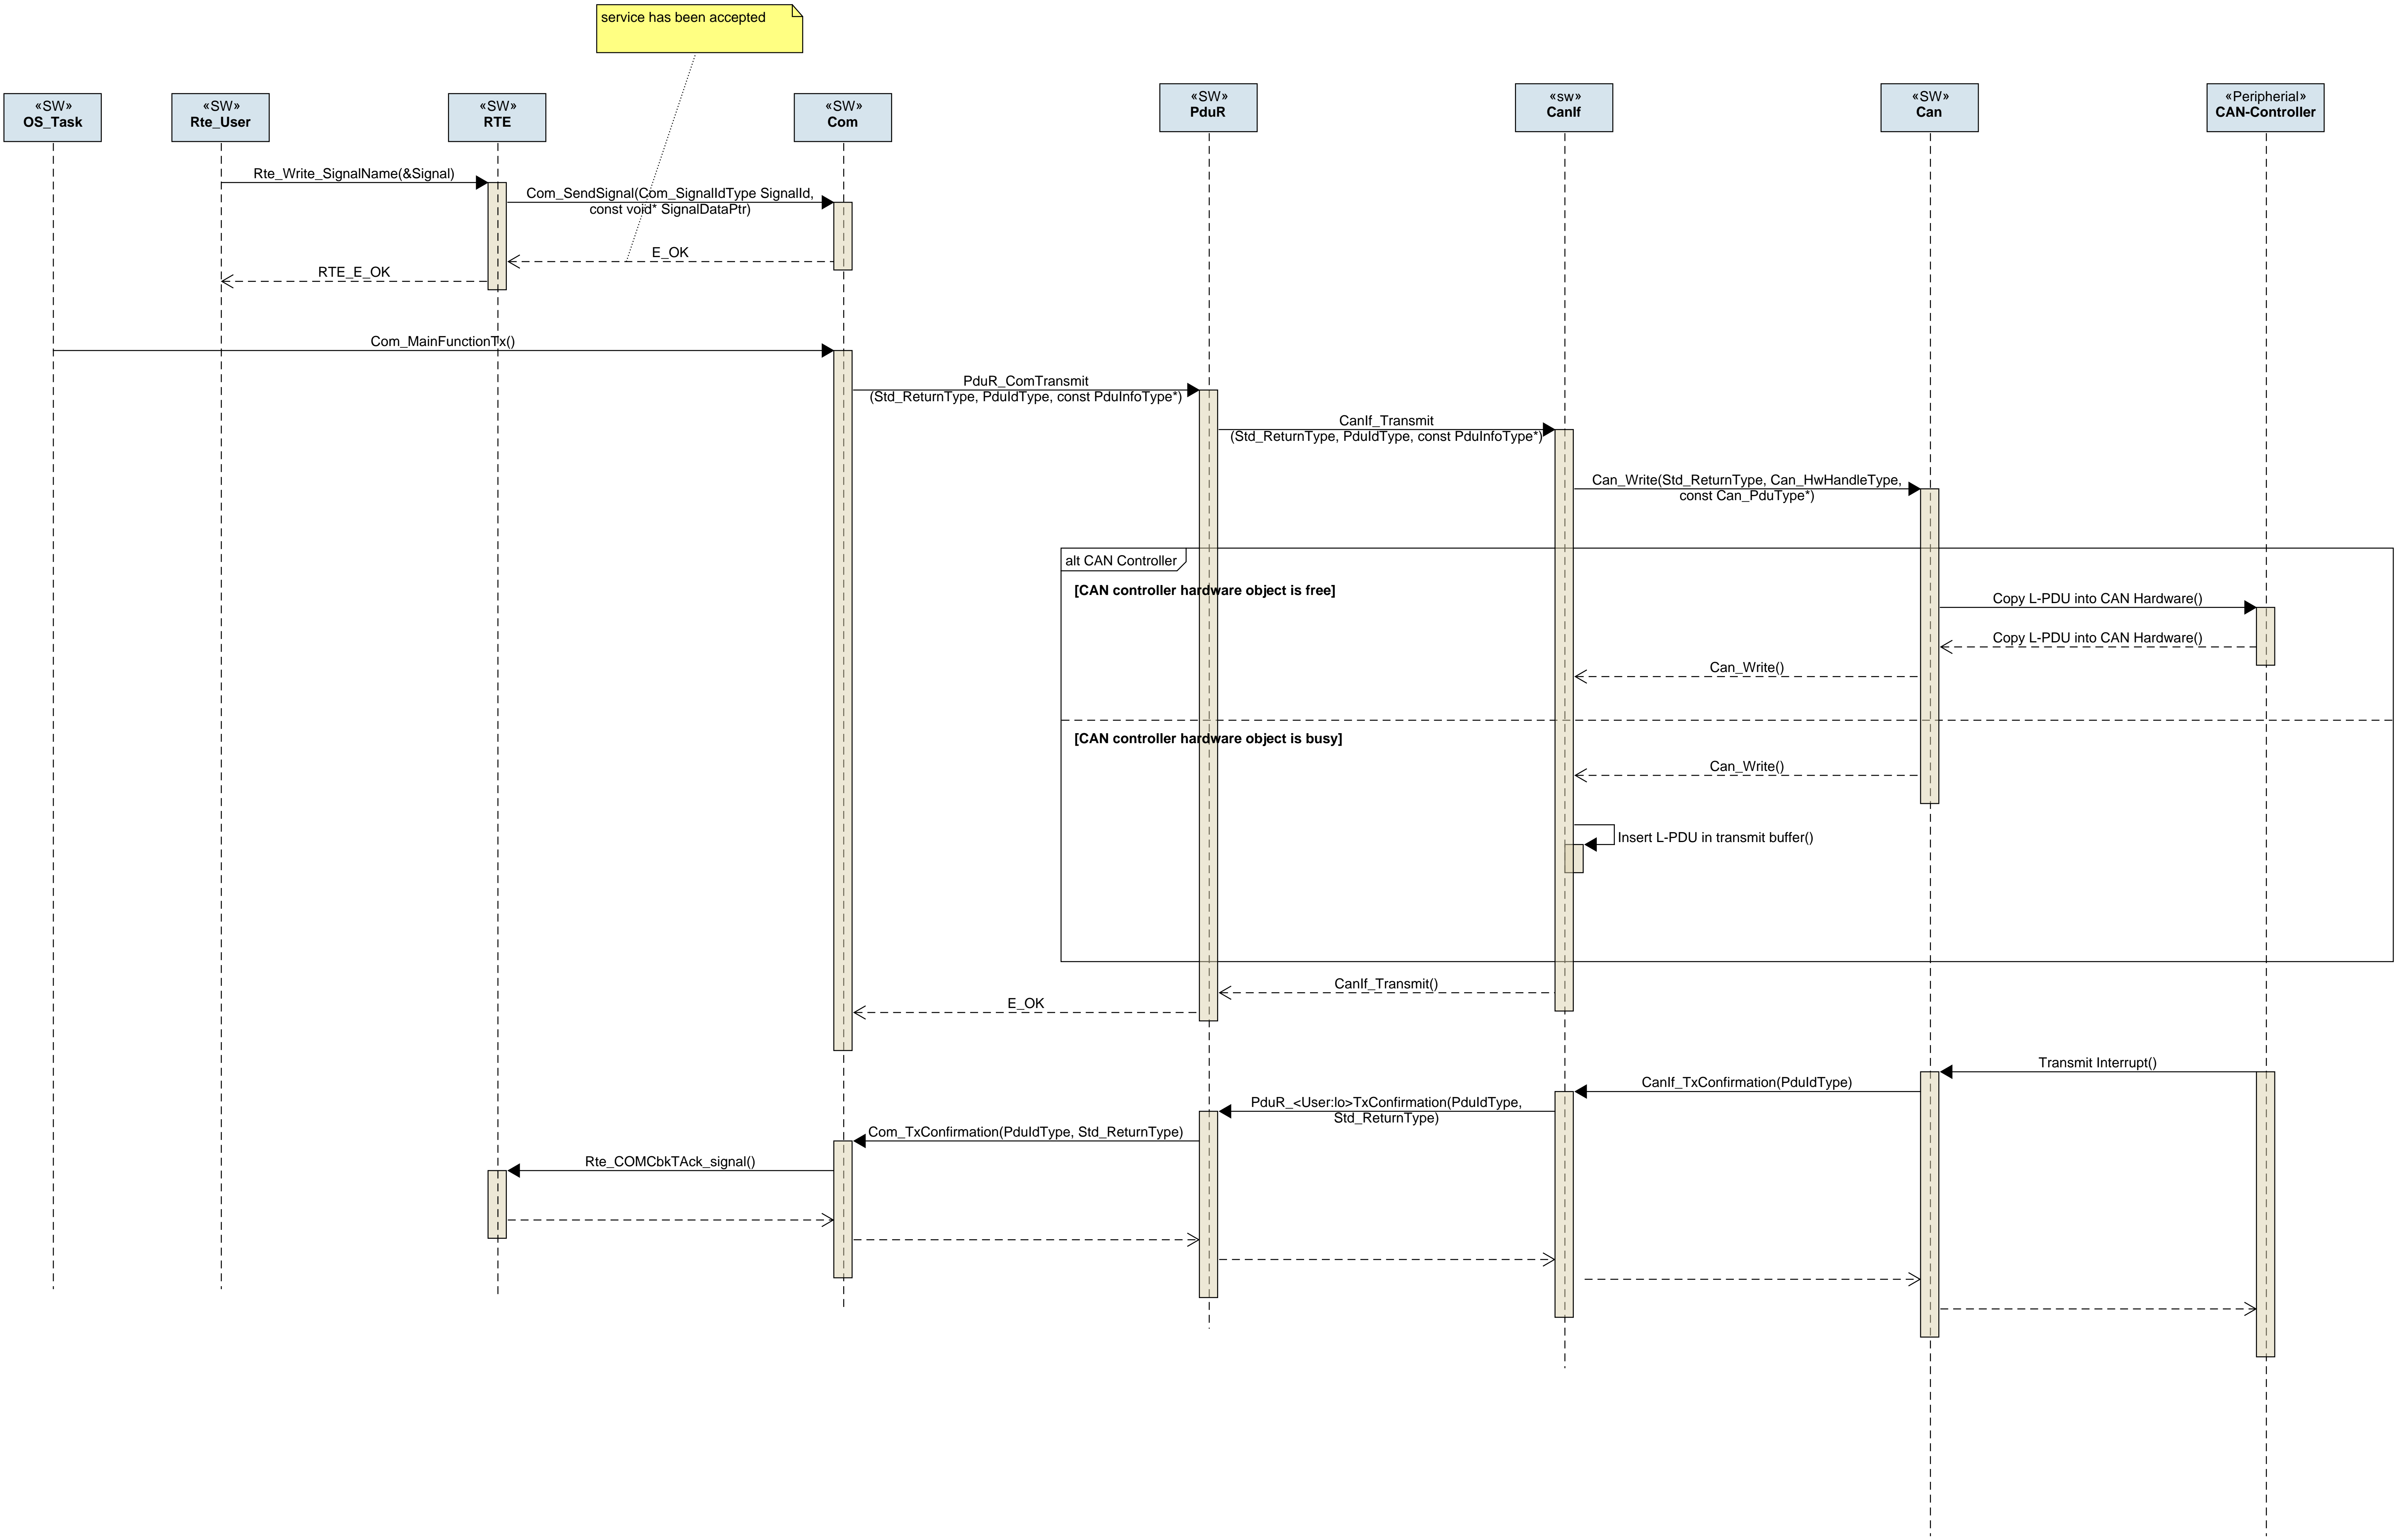 service has been accepted
«SW»
OS_Task
«SW»
Rte_User
«SW»
RTE
«SW»
Com
«SW»
PduR
«sw»
CanIf
«SW»
Can
«Peripherial»
CAN-Controller
Rte_Write_SignalName(&Signal)
Com_SendSignal(Com_SignalIdType SignalId,
const void* SignalDataPtr)
E_OK
RTE_E_OK
Com_MainFunctionTx()
PduR_ComTransmit
(Std_ReturnType, PduIdType, const PduInfoType*)
CanIf_Transmit
(Std_ReturnType, PduIdType, const PduInfoType*)
Can_Write(Std_ReturnType, Can_HwHandleType,
const Can_PduType*)
alt CAN Controller
[CAN controller hardware object is free]
Copy L-PDU into CAN Hardware()
Copy L-PDU into CAN Hardware()
Can_Write()
[CAN controller hardware object is busy]
Can_Write()
Insert L-PDU in transmit buffer()
CanIf_Transmit()
E_OK
Transmit Interrupt()
CanIf_TxConfirmation(PduIdType)
PduR_<User:lo>TxConfirmation(PduIdType,
Std_ReturnType)
Com_TxConfirmation(PduIdType, Std_ReturnType)
Rte_COMCbkTAck_signal()